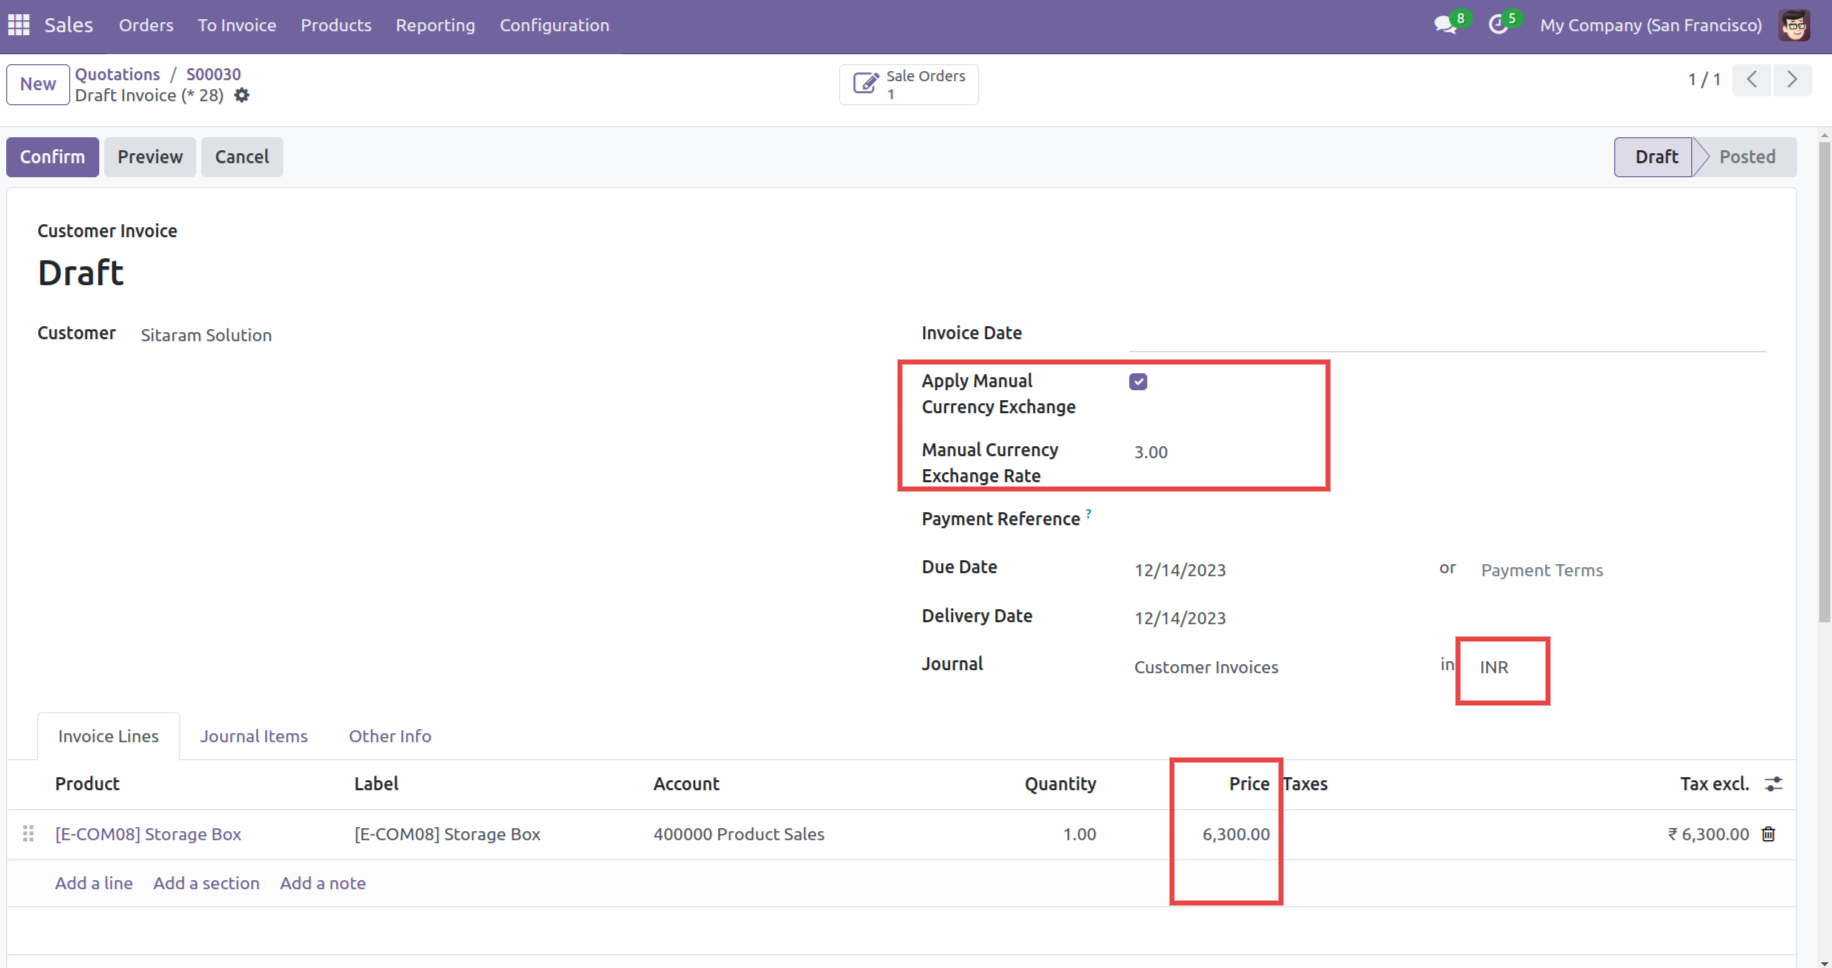 Sales Orders To Invoice Products Reporting Configuration 8 5 My Company (San Francisco)
New Quotations / S00030 Sale Orders 1 / 1
Draft Invoice (* 28) 1
Confirm Preview Cancel Draft Posted
Customer Invoice
Draft
Customer Sitaram Solution Invoice Date
Apply Manual
Currency Exchange
Manual Currency 3.00
Exchange Rate
Payment Reference ?
Due Date 12/14/2023 or Payment Terms
Delivery Date 12/14/2023
Journal Customer Invoices in INR
Invoice Lines Journal Items Other Info
Product Label Account Quantity Price Taxes Tax excl.
[E-COM08] Storage Box [E-COM08] Storage Box 400000 Product Sales 1.00 6,300.00 ₹ 6,300.00
Add a line Add a section Add a note